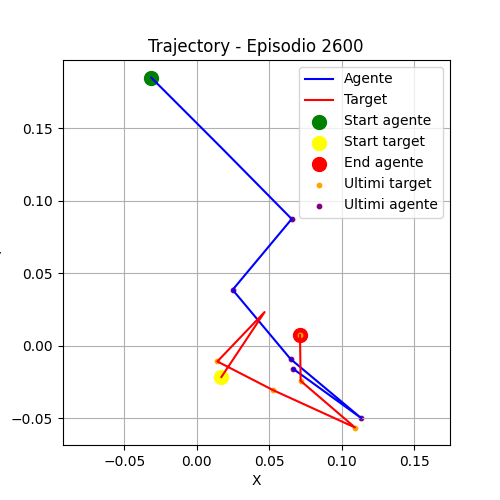 Trajectory - Episodio 2600
Agente
Target
Start agente
Start target
End agente
Ultimi target
Ultimi agente
0.15
0.10
0.05
0.00
−0.05
−0.05
0.00
0.05
0.10
0.15
X